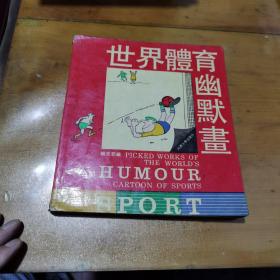 世界體育
幽默畫
PICKED WORKS OF
THE WORLD'S
HUMOUR
CARTOON OF SPORTS
SPORT